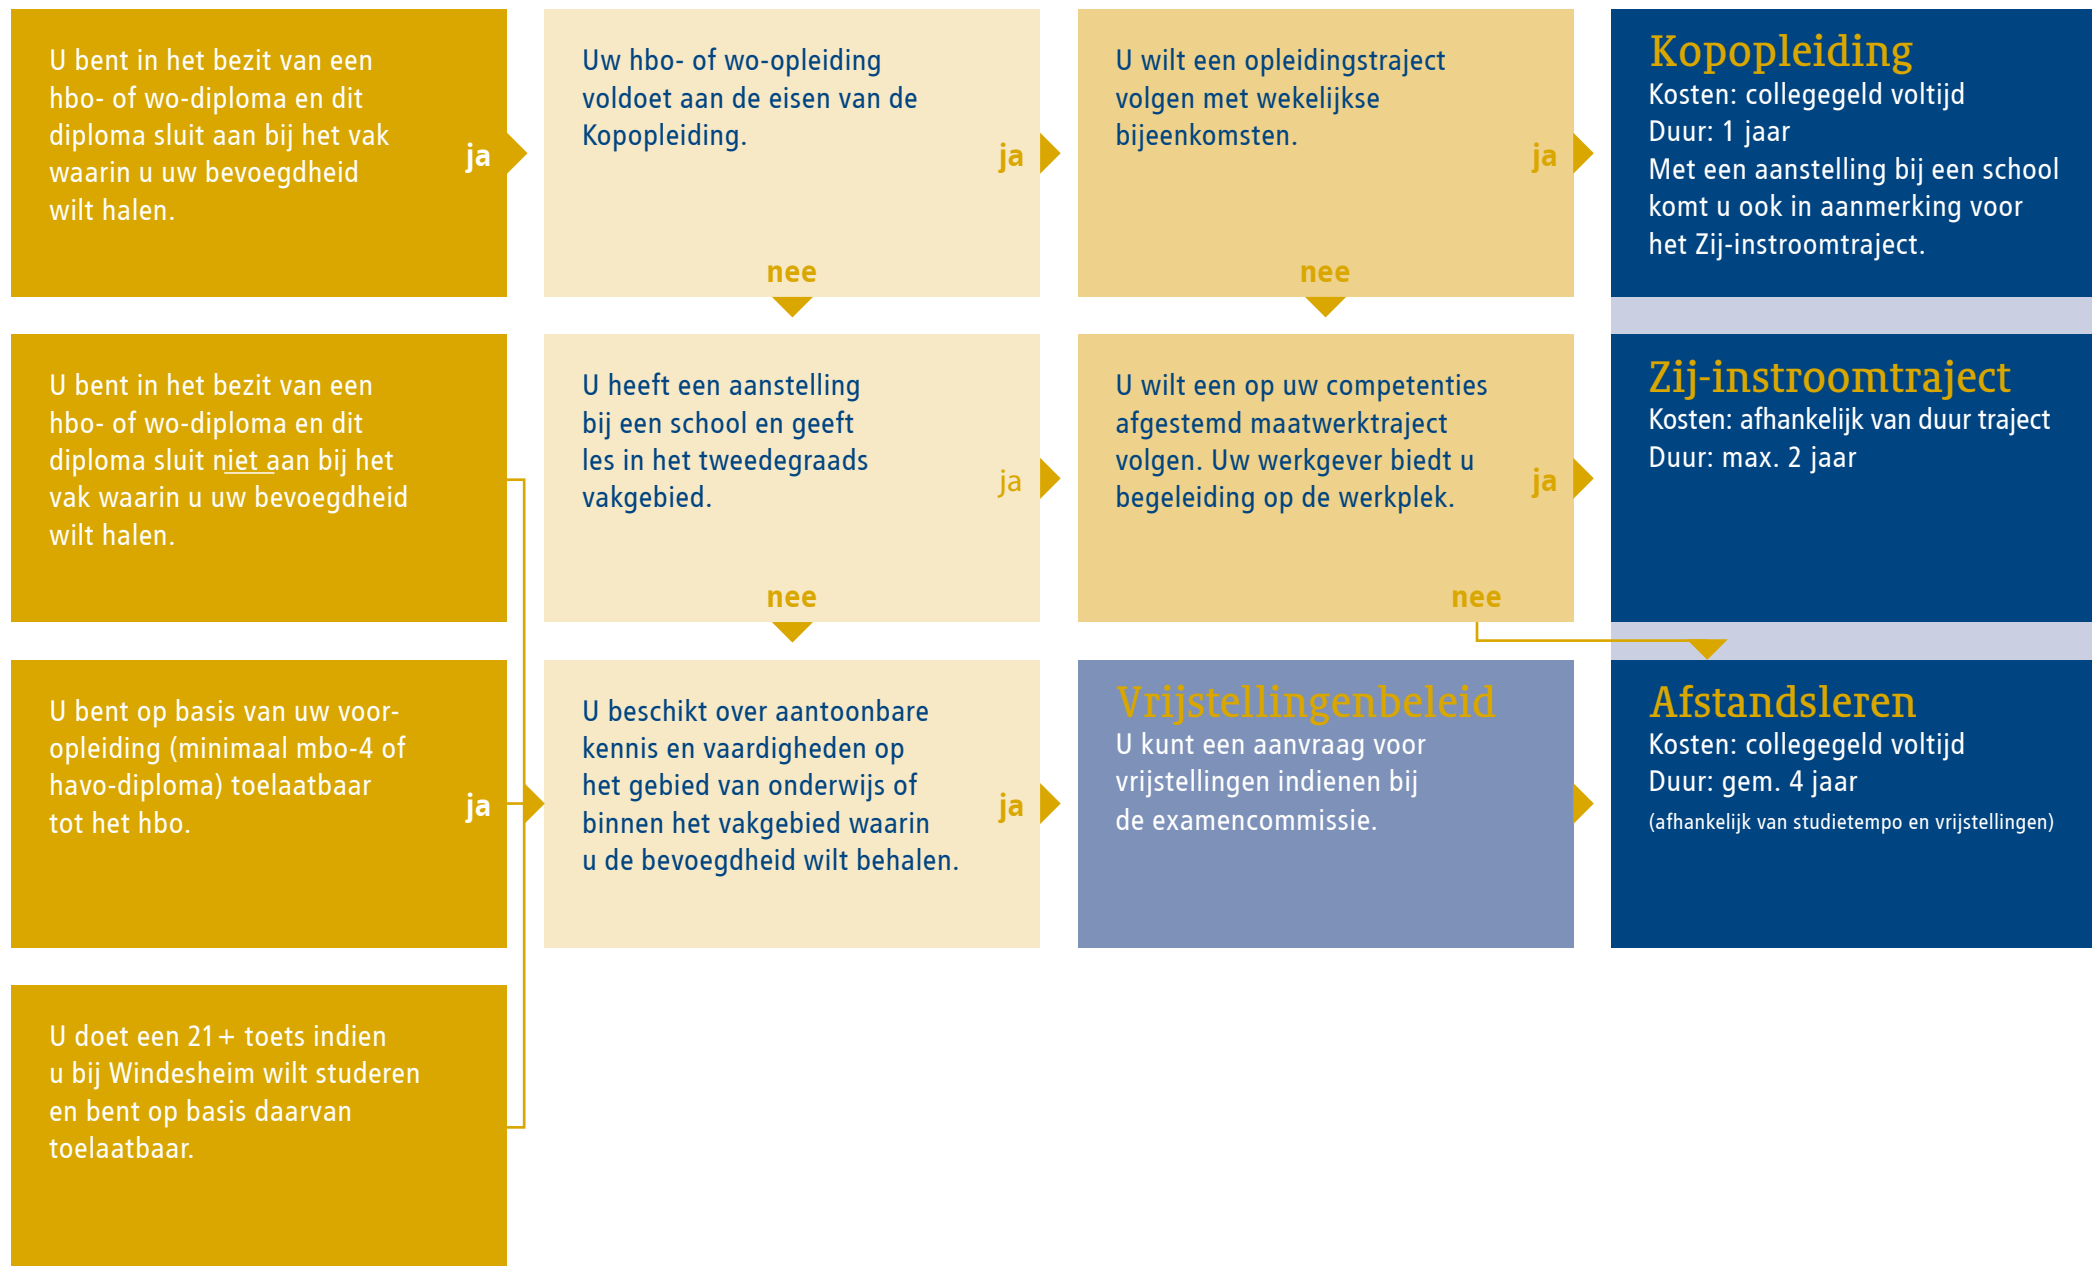 U bent in het bezit van een
hbo- of wo-diploma en dit
diploma sluit aan bij het vak
waarin u uw bevoegdheid
wilt halen.
ja
Uw hbo- of wo-opleiding
voldoet aan de eisen van de
Kopopleiding.
ja
nee
U wilt een opleidingstraject
volgen met wekelijkse
bijeenkomsten.
ja
nee
Kopopleiding
Kosten: collegegeld voltijd
Duur: 1 jaar
Met een aanstelling bij een school
komt u ook in aanmerking voor
het Zij-instroomtraject.
U bent in het bezit van een
hbo- of wo-diploma en dit
diploma sluit niet aan bij het
vak waarin u uw bevoegdheid
wilt halen.
U heeft een aanstelling
bij een school en geeft
les in het tweedegraads
vakgebied.
ja
nee
U wilt een op uw competenties
afgestemd maatwerktraject
volgen. Uw werkgever biedt u
begeleiding op de werkplek.
ja
nee
Zij-instroomtraject
Kosten: afhankelijk van duur traject
Duur: max. 2 jaar
U bent op basis van uw voor-
opleiding (minimaal mbo-4 of
havo-diploma) toelaatbaar
tot het hbo.
ja
U beschikt over aantoonbare
kennis en vaardigheden op
het gebied van onderwijs of
binnen het vakgebied waarin
u de bevoegdheid wilt behalen.
ja
Vrijstellingenbeleid
U kunt een aanvraag voor
vrijstellingen indienen bij
de examencommissie.
Afstandsleren
Kosten: collegegeld voltijd
Duur: gem. 4 jaar
(afhankelijk van studietempo en vrijstellingen)
U doet een 21+ toets indien
u bij Windesheim wilt studeren
en bent op basis daarvan
toelaatbaar.